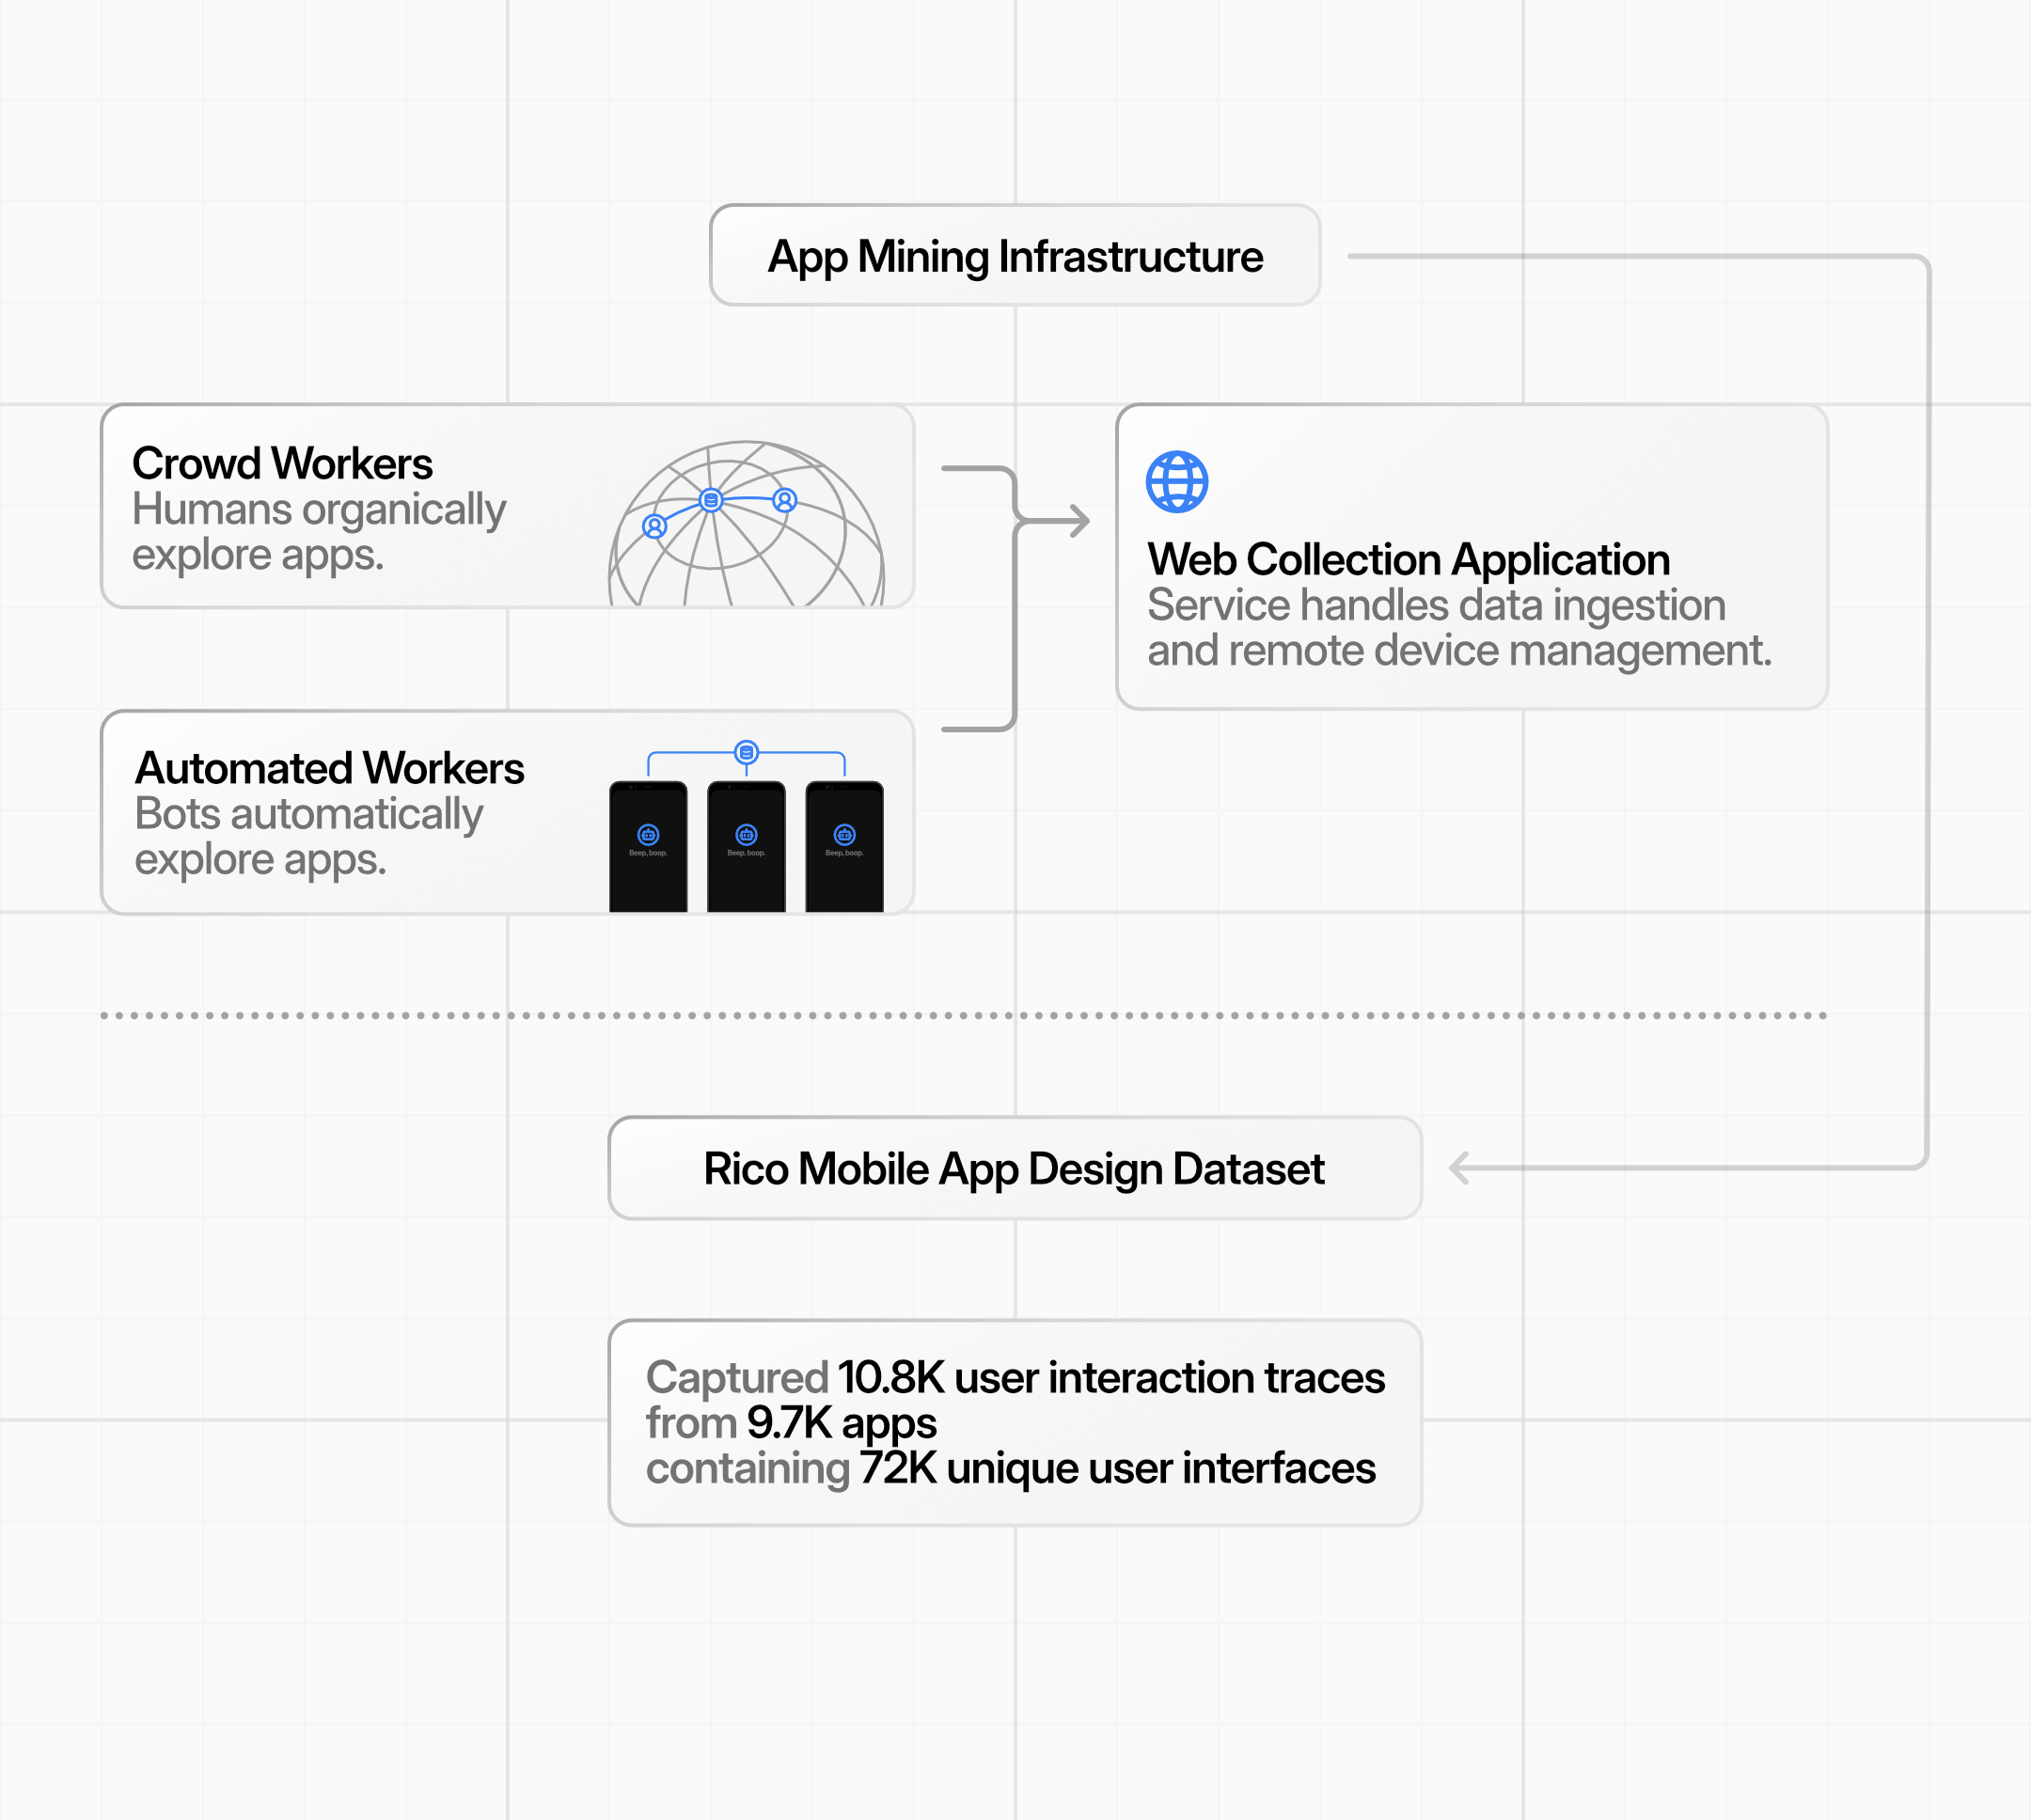 App Mining Infrastructure
Crowd Workers
Humans organically
explore apps.
Web Collection Application
Service handles data ingestion
and remote device management.
Automated Workers
Bots automatically
explore apps.
Beep, boop.
Beep, boop.
Beep, boop.
Rico Mobile App Design Dataset
Captured 10.8K user interaction traces
from 9.7K apps
containing 72K unique user interfaces